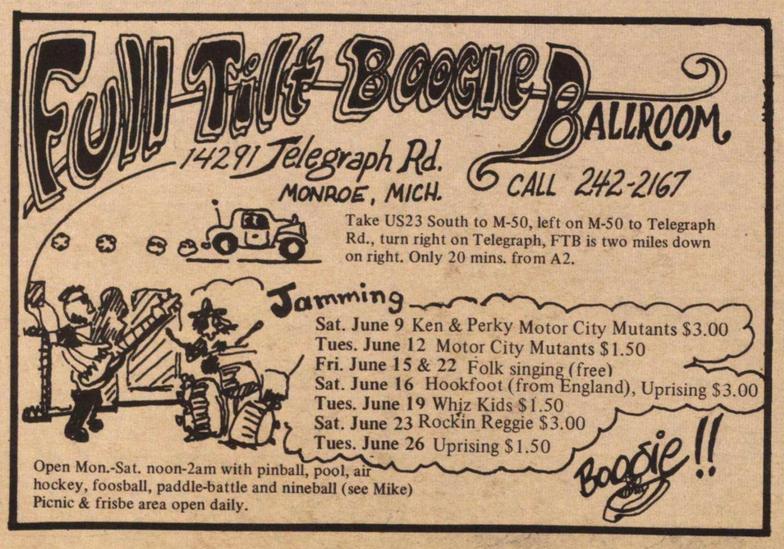 Full Tilt Boogie Ballroom
14291 Telegraph Rd.
MONROE, MICH.
CALL 242-2167
Take US23 South to M-50, left on M-50 to Telegraph
Rd., turn right on Telegraph, FTB is two miles down
on right. Only 20 mins. from A2.
Jamming
Sat. June 9 Ken & Perky Motor City Mutants $3.00
Tues. June 12 Motor City Mutants $1.50
Fri. June 15 & 22 Folk singing (free)
Sat. June 16 Hookfoot (from England), Uprising $3.00
Tues. June 19 Whiz Kids $1.50
Sat. June 23 Rockin Reggie $3.00
Tues. June 26 Uprising $1.50
Boogie!!
Open Mon.-Sat. noon-2am with pinball, pool, air
hockey, foosball, paddle-battle and nineball (see Mike)
Picnic & frisbe area open daily.